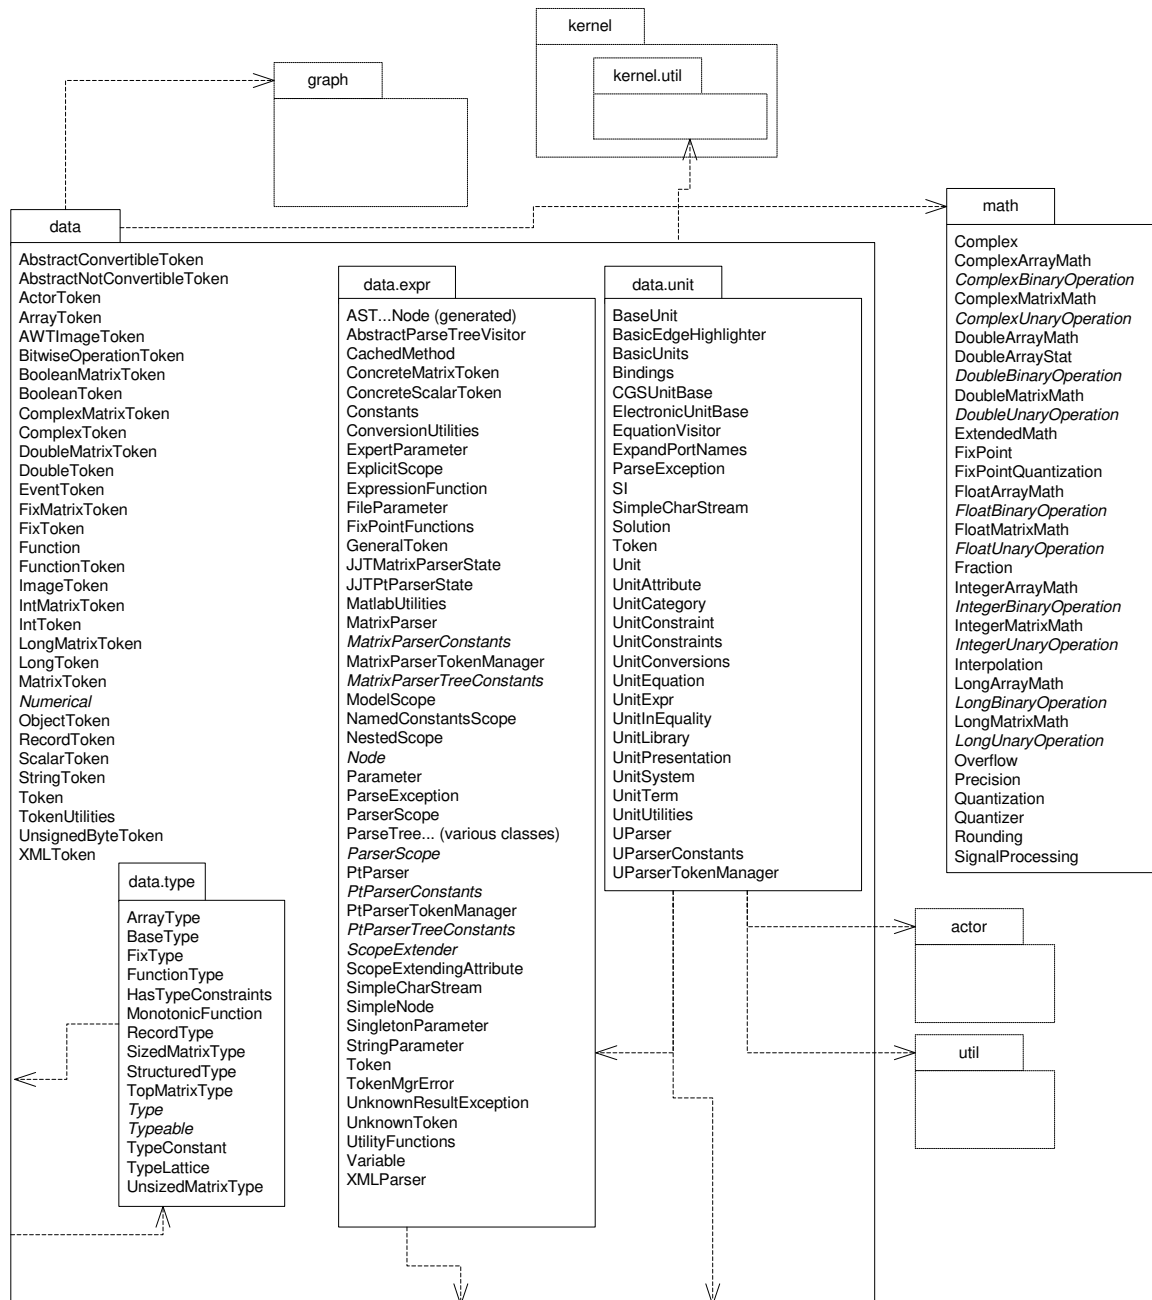 kernel
kernel.util
graph
math
data
AbstractConvertibleToken
AbstractNotConvertibleToken
ActorToken
ArrayToken
AWTImageToken
BitwiseOperationToken
BooleanMatrixToken
BooleanToken
ComplexMatrixToken
ComplexToken
DoubleMatrixToken
DoubleToken
EventToken
FixMatrixToken
FixToken
Function
FunctionToken
ImageToken
IntMatrixToken
IntToken
LongMatrixToken
LongToken
MatrixToken
Numerical
ObjectToken
RecordToken
ScalarToken
StringToken
Token
TokenUtilities
UnsignedByteToken
XMLToken
data.type
ArrayType
BaseType
FixType
FunctionType
HasTypeConstraints
MonotonicFunction
RecordType
SizedMatrixType
StructuredType
TopMatrixType
Type
Typeable
TypeConstant
TypeLattice
UnsizedMatrixType
data.expr
AST...Node (generated)
AbstractParseTreeVisitor
CachedMethod
ConcreteMatrixToken
ConcreteScalarToken
Constants
ConversionUtilities
ExpertParameter
ExplicitScope
ExpressionFunction
FileParameter
FixPointFunctions
GeneralToken
JJTMatrixParserState
JJTPtParserState
MatlabUtilities
MatrixParser
MatrixParserConstants
MatrixParserTokenManager
MatrixParserTreeConstants
ModelScope
NamedConstantsScope
NestedScope
Node
Parameter
ParseException
ParserScope
ParseTree... (various classes)
ParserScope
PtParser
PtParserConstants
PtParserTokenManager
PtParserTreeConstants
ScopeExtender
ScopeExtendingAttribute
SimpleCharStream
SimpleNode
SingletonParameter
StringParameter
Token
TokenMgrError
UnknownResultException
UnknownToken
UtilityFunctions
Variable
XMLParser
data.unit
BaseUnit
BasicEdgeHighlighter
BasicUnits
Bindings
CGSUnitBase
ElectronicUnitBase
EquationVisitor
ExpandPortNames
ParseException
SI
SimpleCharStream
Solution
Token
Unit
UnitAttribute
UnitCategory
UnitConstraint
UnitConstraints
UnitConversions
UnitEquation
UnitExpr
UnitInEquality
UnitLibrary
UnitPresentation
UnitSystem
UnitTerm
UnitUtilities
UParser
UParserConstants
UParserTokenManager
Complex
ComplexArrayMath
ComplexBinaryOperation
ComplexMatrixMath
ComplexUnaryOperation
DoubleArrayMath
DoubleArrayStat
DoubleBinaryOperation
DoubleMatrixMath
DoubleUnaryOperation
ExtendedMath
FixPoint
FixPointQuantization
FloatArrayMath
FloatBinaryOperation
FloatMatrixMath
FloatUnaryOperation
Fraction
IntegerArrayMath
IntegerBinaryOperation
IntegerMatrixMath
IntegerUnaryOperation
Interpolation
LongArrayMath
LongBinaryOperation
LongMatrixMath
LongUnaryOperation
Overflow
Precision
Quantization
Quantizer
Rounding
SignalProcessing
actor
util